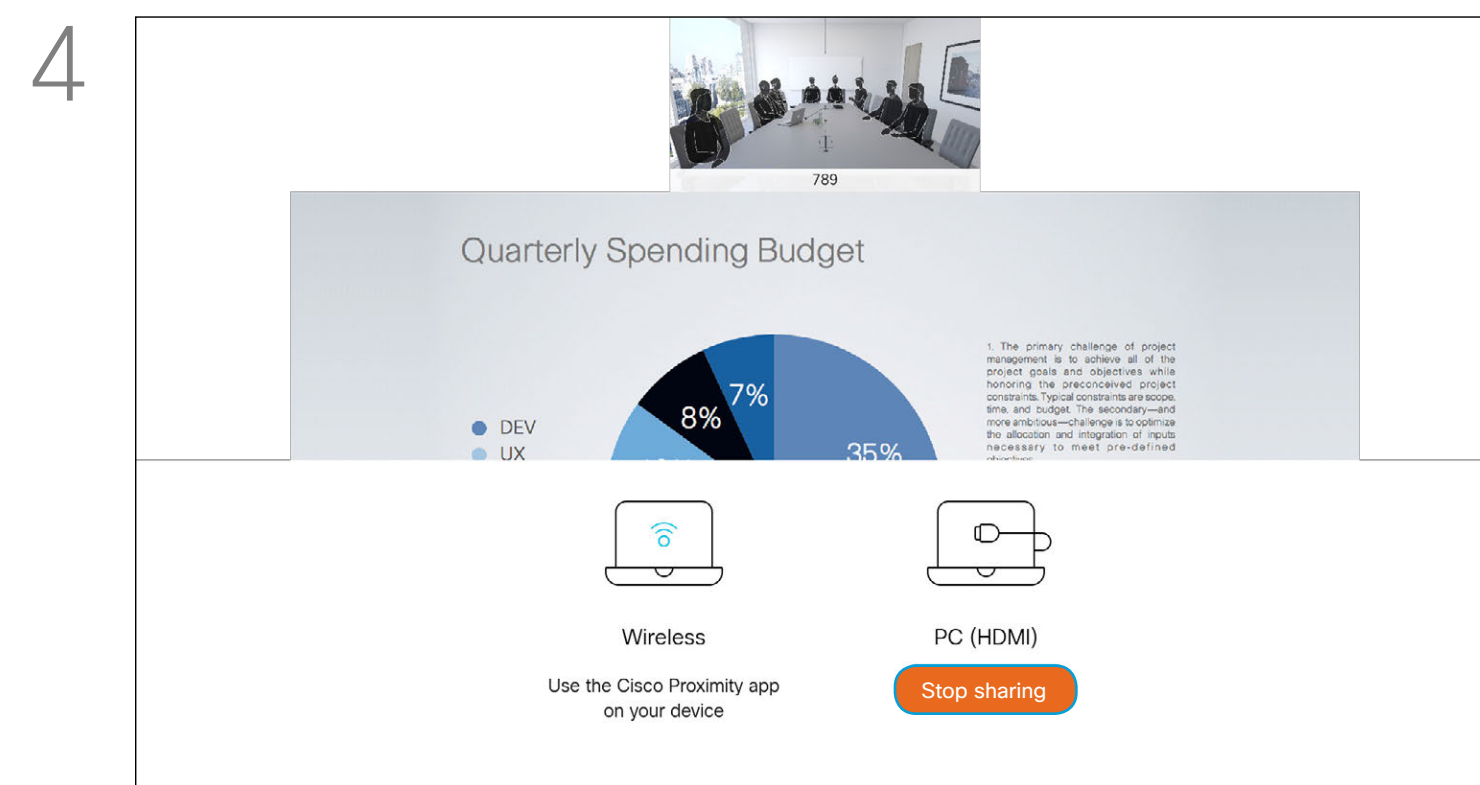 4
789
Quarterly Spending Budget
1. The primary challenge of project
management is to achieve all of the
project goals and objectives while
honoring the preconceived project
constraints. Typical constraints are scope,
time, and budget. The secondary—and
more ambitious—challenge is to optimize
the allocation and integration of inputs
necessary to meet pre-defined
objectives.
7%
8%
35%
DEV
UX
Wireless
Use the Cisco Proximity app
on your device
PC (HDMI)
Stop sharing